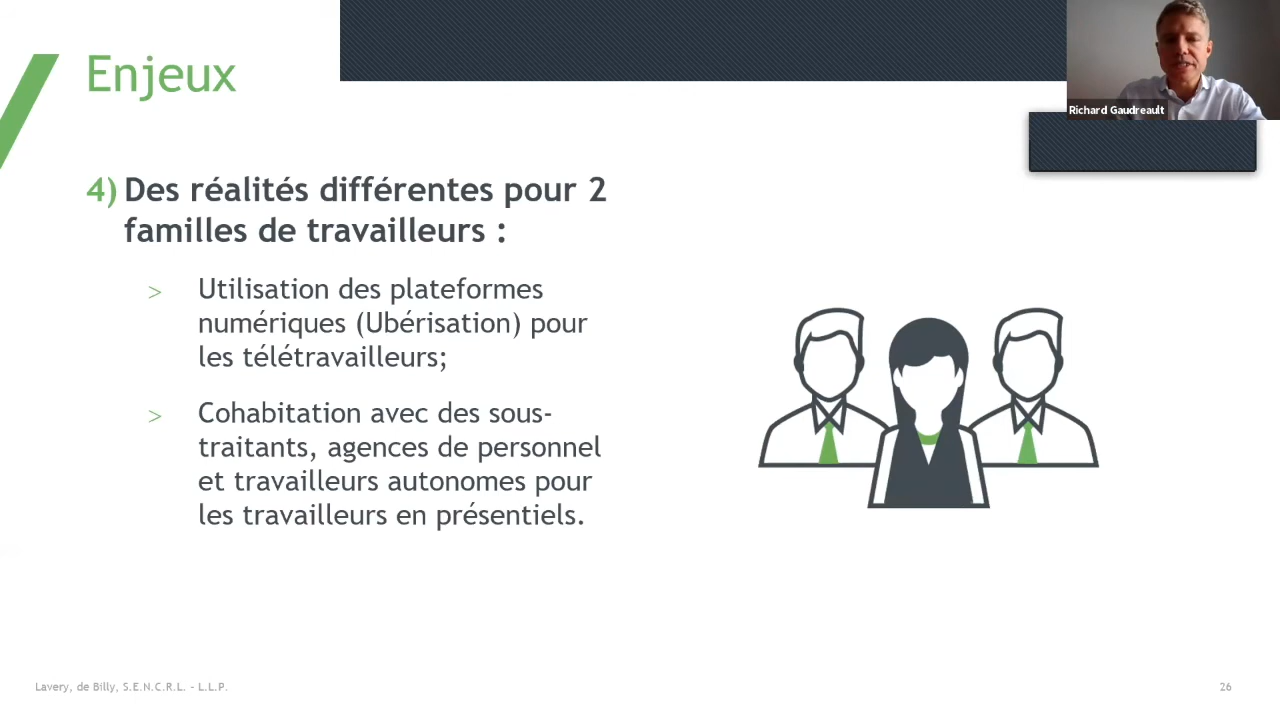 Enjeux
Richard Gaudreault
4) Des réalités différentes pour 2
familles de travailleurs :
> Utilisation des plateformes
numériques (Ubérisation) pour
les télétravailleurs;
> Cohabitation avec des sous-
traitants, agences de personnel
et travailleurs autonomes pour
les travailleurs en présentiels.
Lavery, de Billy, S.E.N.C.R.L. - L.L.P.
26